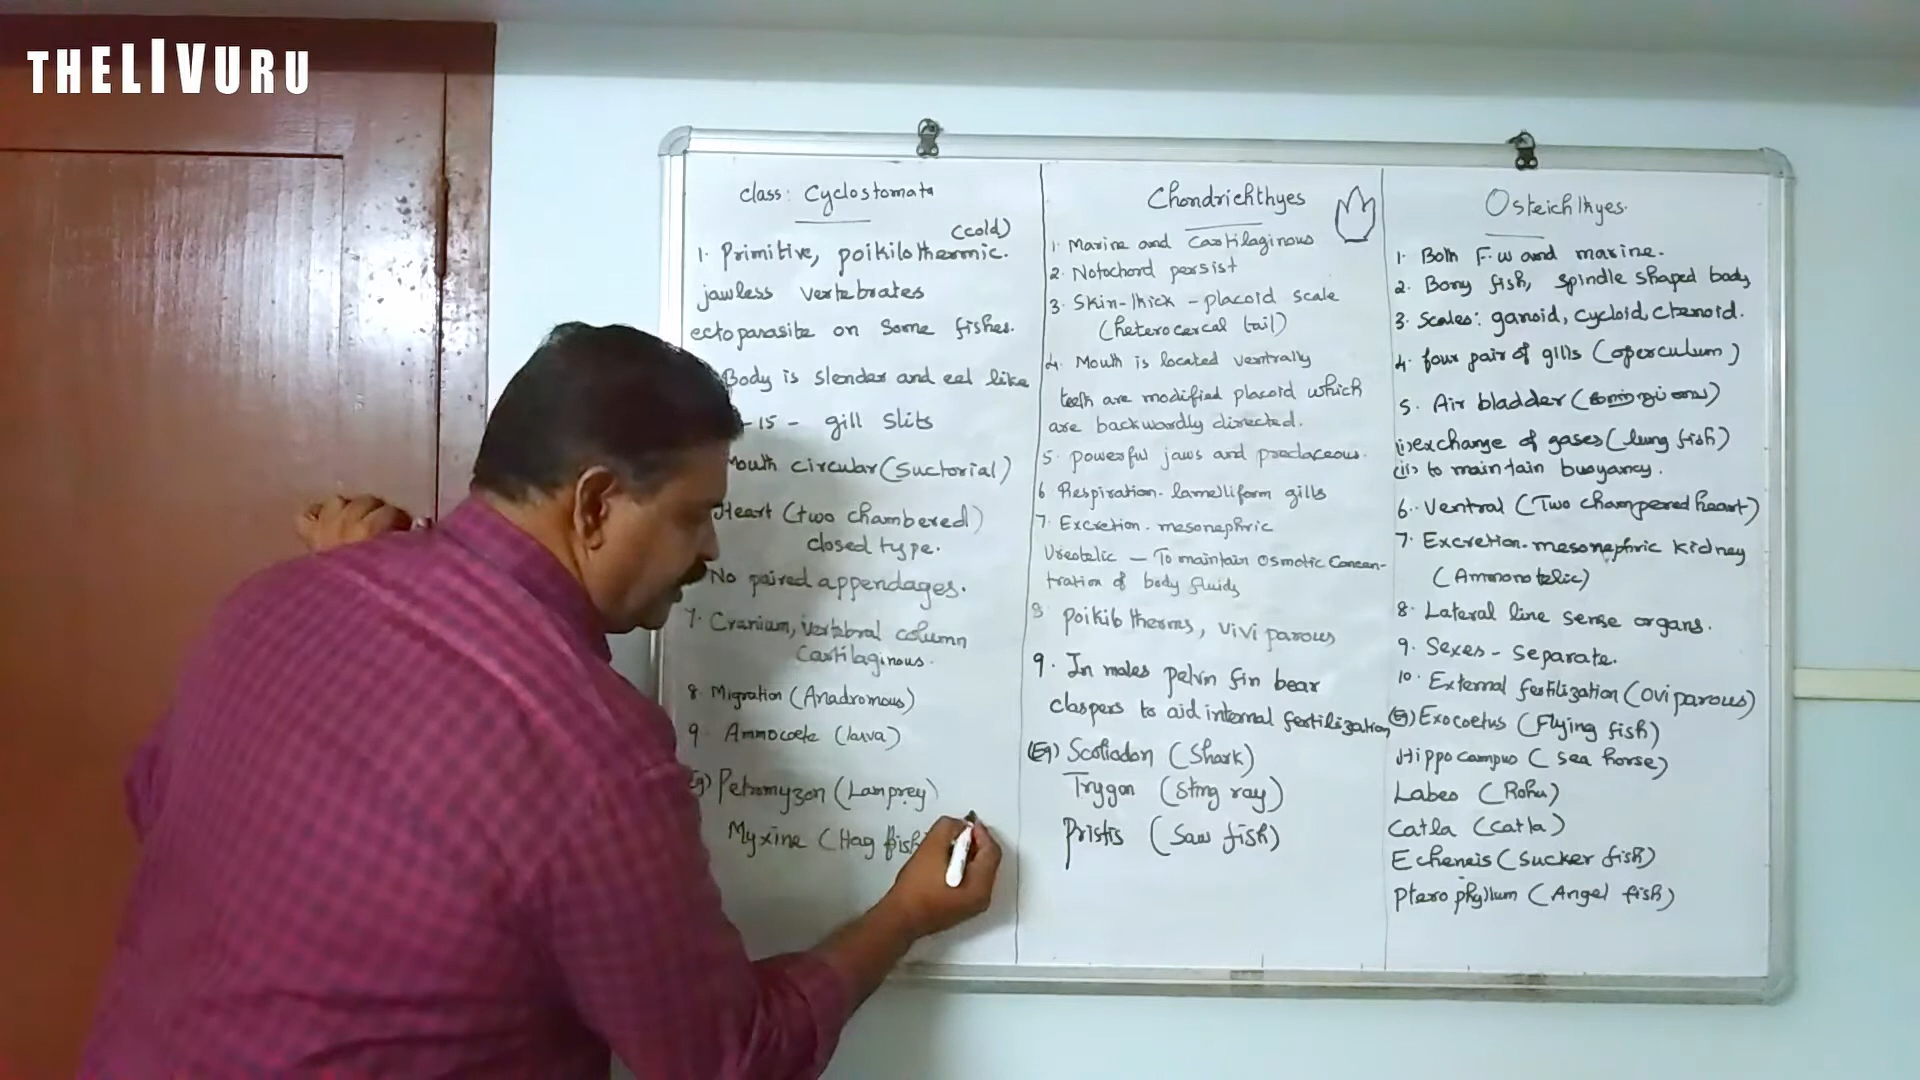 THELIVURU
Class: Cyclostomata
(cold)
1. Primitive, poikilothermic.
jawless vertebrates
ectoparasite on some fishes.
Body is slender and eel like
-15 - gill slits
Mouth circular (suctorial)
Heart (two chambered)
closed type.
No paired appendages.
7. Cranium, vertebral column
Cartilaginous.
8. Migration (Anadromous)
9. Ammocoete (larva)
Eg) Petromyzon (Lamprey)
Myxine (Hag fish
Chondrichthyes
1. Marine and Cartilaginous
2. Notochord persist
3. Skin-thick - placoid scale
(heterocercal tail)
4. Mouth is located ventrally
teeth are modified placoid which
are backwardly directed.
5. powerful jaws and predaceous.
6 Respiration- lamelliform gills
7. Excretion. mesonephric
Ureotelic - To maintain osmotic Concen-
tration of body fluids
8 poikilotherms, viviparous
9. In males pelvin fin bear
claspers to aid internal fertilization
(Eg) Scoliodon (Shark)
Trygon (Sting ray)
Pristis (Saw fish)
Osteichthyes.
1. Both F.w and marine.
2. Bony fish, spindle shaped body
3. Scales: ganoid, cycloid, ctenoid.
4. four pair of gills (operculum)
5. Air bladder
(i) exchange of gases (lung fish)
(ii) to maintain buoyancy.
6. Ventral (Two champered heart)
7. Excretion-mesonephric kidney
(Ammonotelic)
8. Lateral line sense organs.
9. Sexes - separate.
10. External fertilization (oviparous)
(Eg) Exocoetus (Flying fish)
Hippocampus (sea horse)
Labeo (Rohu)
Catla (catla)
Echeneis (sucker fish)
Pterophyllum (Angel fish)